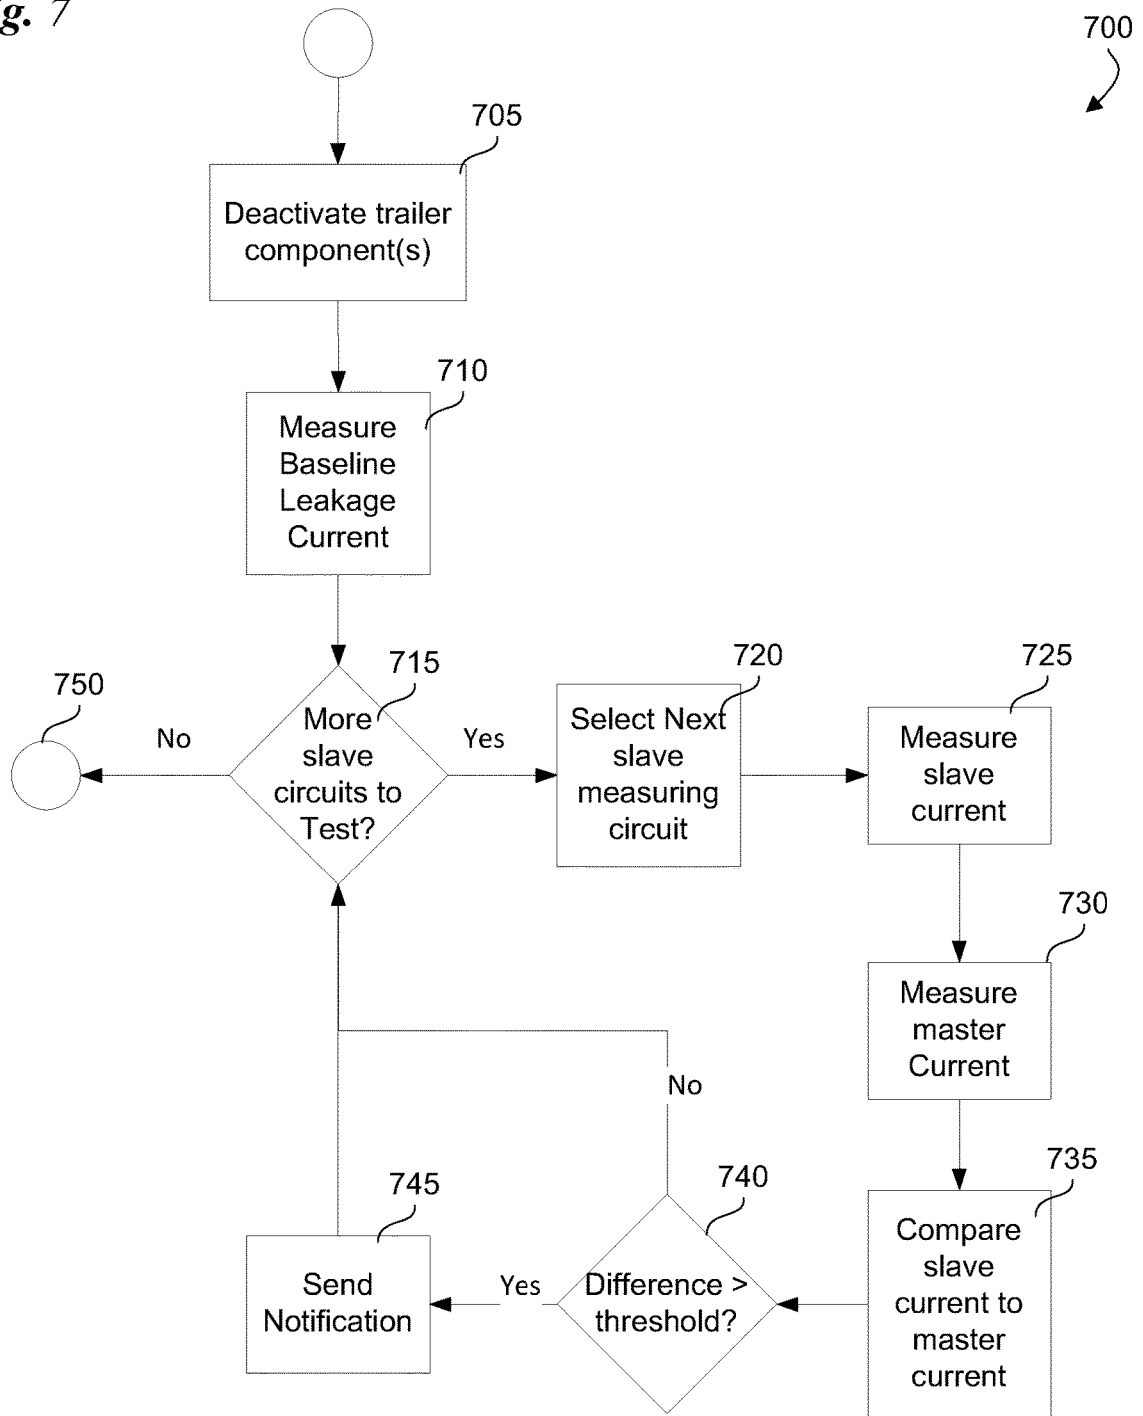 g. 7
700
705
Deactivate trailer
component(s)
710
Measure
Baseline
Leakage
Current
715
More
slave
circuits to
Test?
No
750
Yes
720
Select Next
slave
measuring
circuit
725
Measure
slave
current
730
Measure
master
Current
735
Compare
slave
current to
master
current
740
Difference >
threshold?
No
Yes
745
Send
Notification